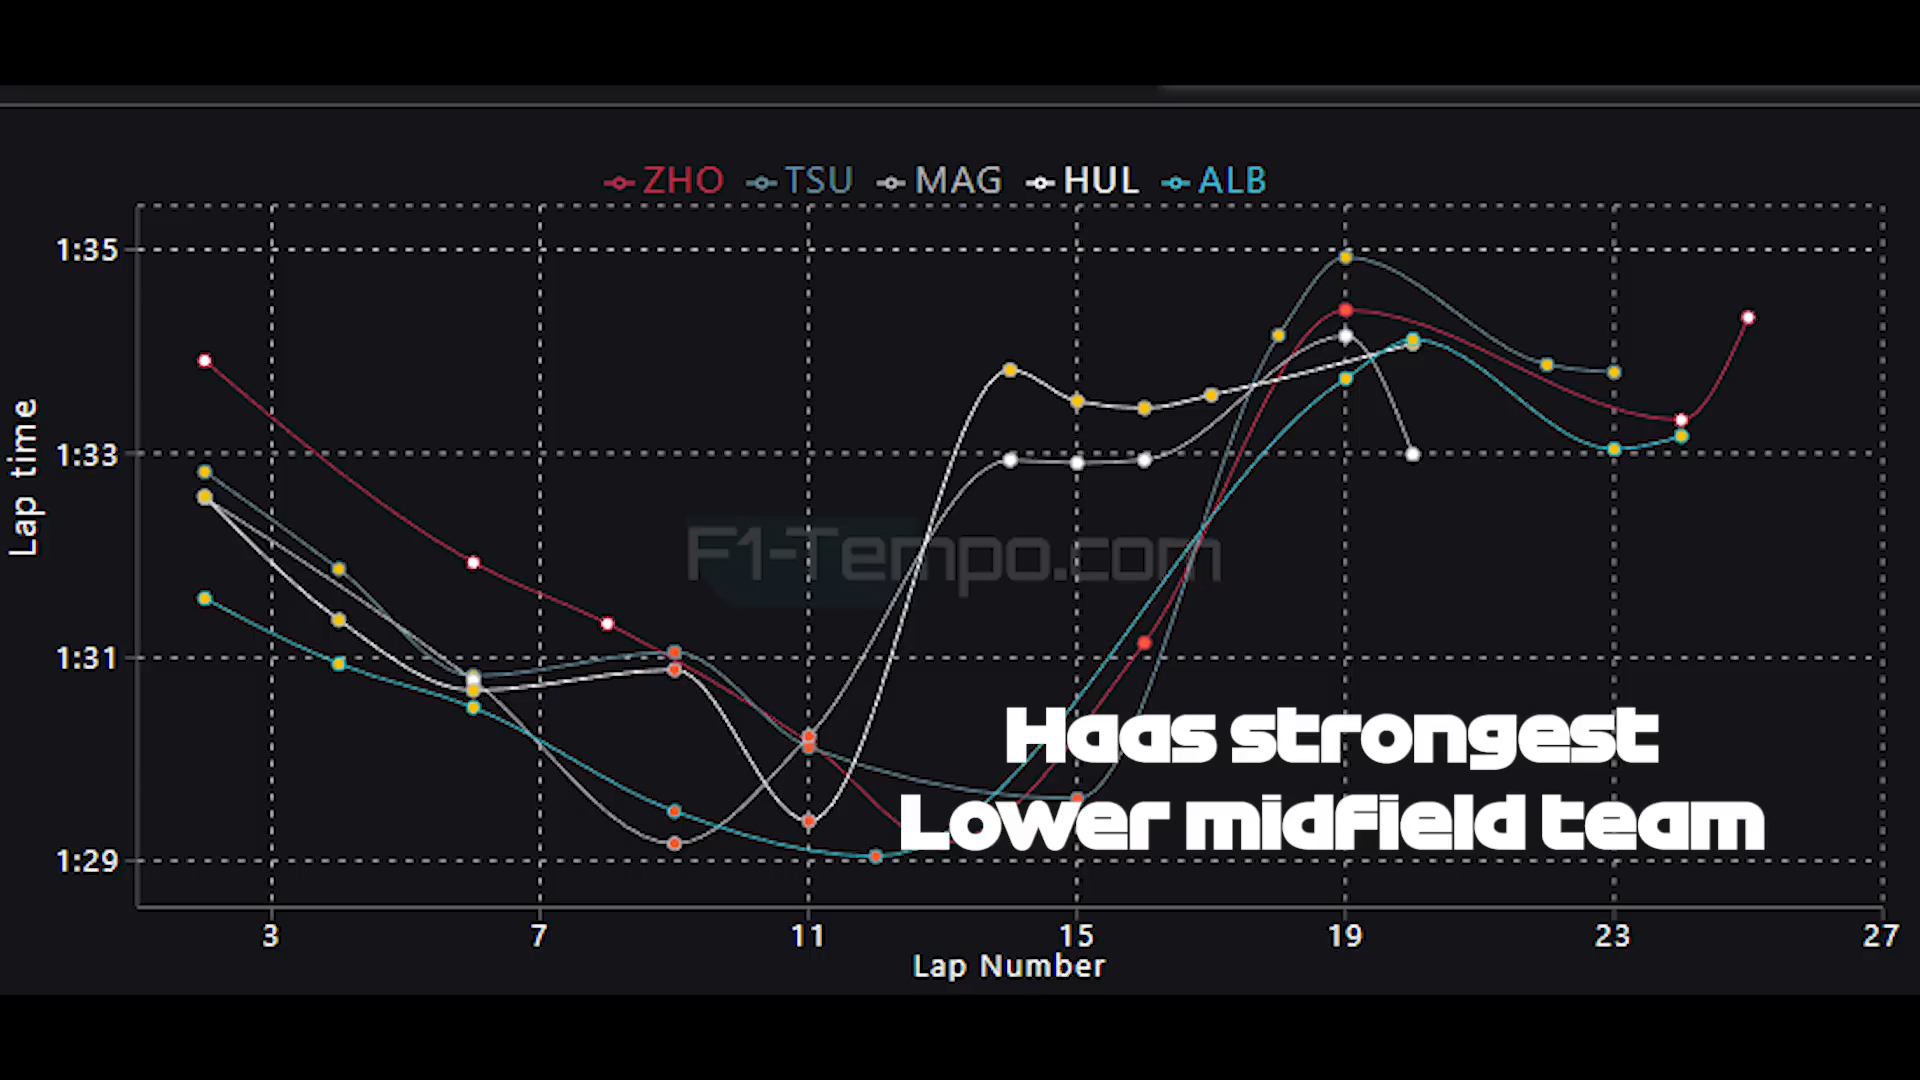 ZHO TSU MAG HUL ALB
1:35
1:33
1:31
1:29
Lap time
F1-Tempo.com
Haas strongest
Lower midfield team
3 7 11 15 19 23 27
Lap Number